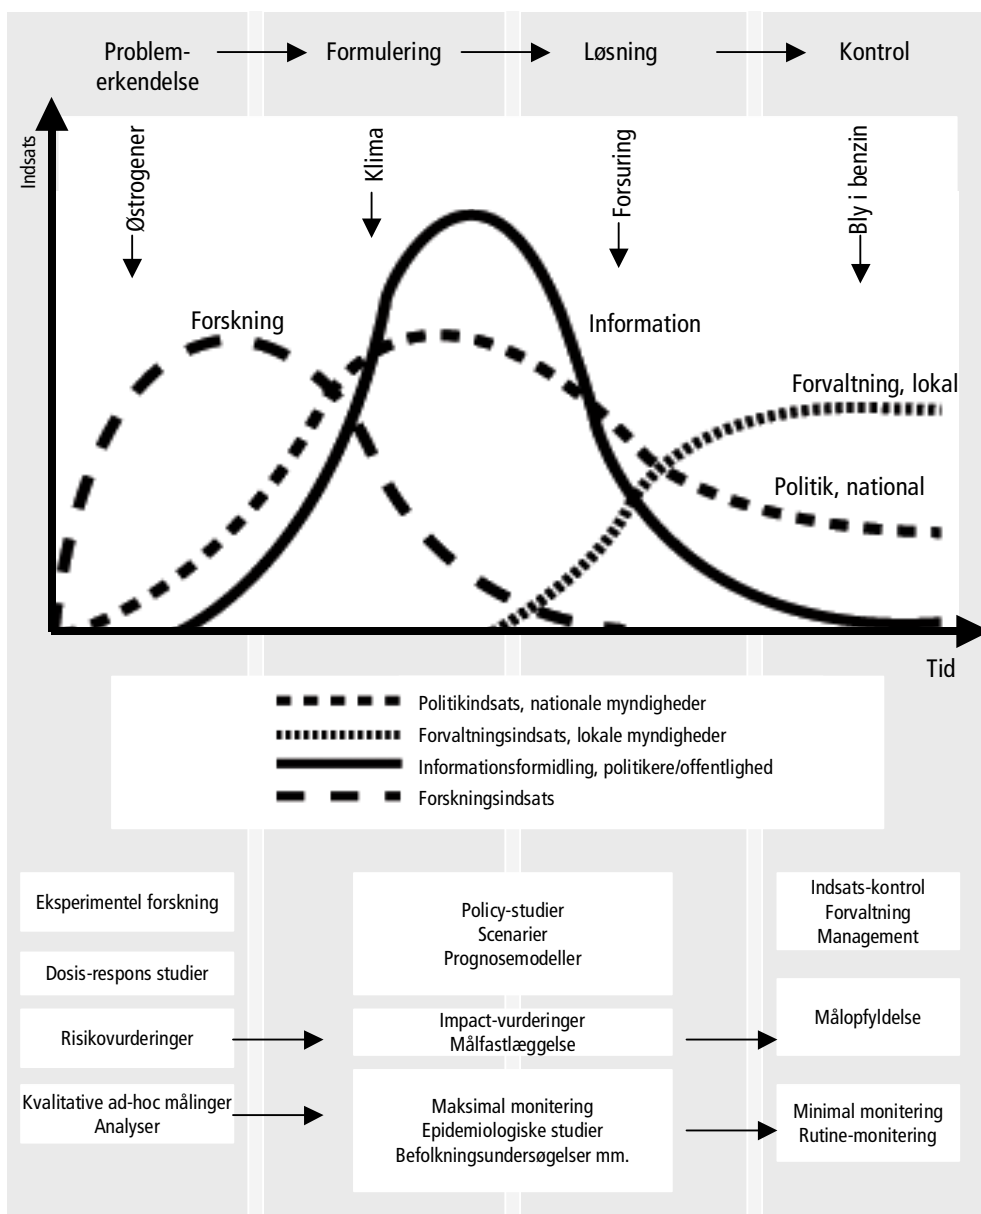 Problem-
erkendelse
Formulering
Løsning
Kontrol
Indsats
Østrogener
Klima
Forsuring
Bly i benzin
Forskning
Information
Forvaltning, lokal
Politik, national
Tid
Politikindsats, nationale myndigheder
Forvaltningsindsats, lokale myndigheder
Informationsformidling, politikere/offentlighed
Forskningsindsats
Eksperimentel forskning
Dosis-respons studier
Risikovurderinger
Kvalitative ad-hoc målinger
Analyser
Policy-studier
Scenarier
Prognosemodeller
Impact-vurderinger
Målfastlæggelse
Maksimal monitering
Epidemiologiske studier
Befolkningsundersøgelser mm.
Indsats-kontrol
Forvaltning
Management
Målopfyldelse
Minimal monitering
Rutine-monitering